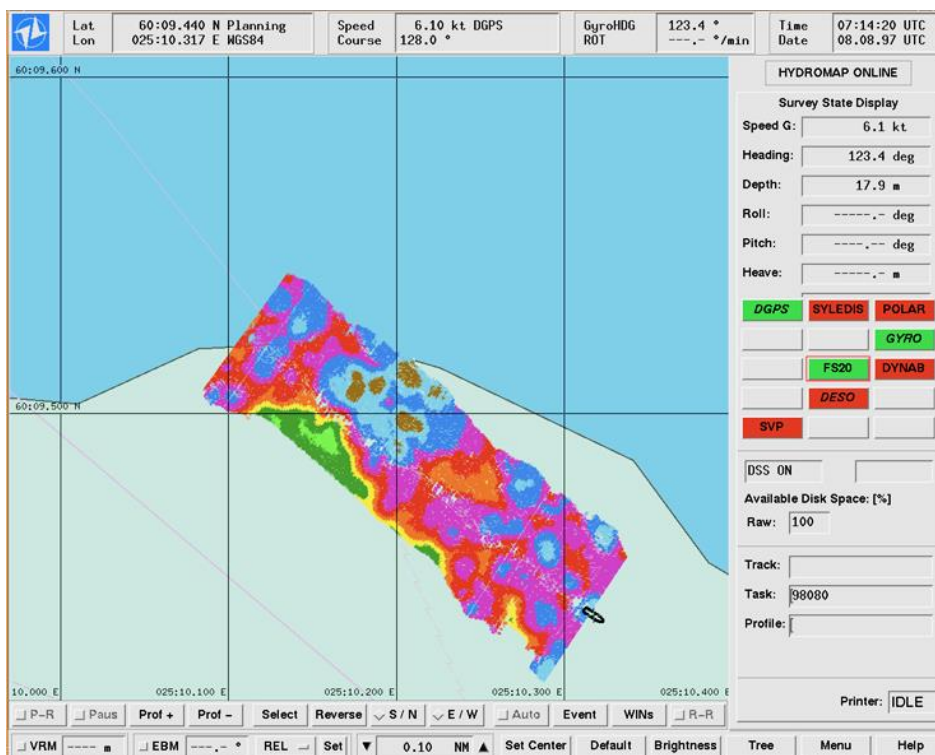 Lat 60:09.440 N Planning Speed 6.10 kt DGPS GyroHDG 123.4 ° Time 07:14:20 UTC
Lon 025:10.317 E WGS84 Course 128.0 ° ROT ---.- °/min Date 08.08.97 UTC
60:09.600 N
60:09.500 N
10.000 E 025:10.100 E 025:10.200 E 025:10.300 E 025:10.400 E
HYDROMAP ONLINE
Survey State Display
Speed G: 6.1 kt
Heading: 123.4 deg
Depth: 17.9 m
Roll: -----.- deg
Pitch: ----.-- deg
Heave: -----.- m
DGPS SYLEDIS POLAR
GYRO
FS20 DYNAB
DESO
SVP
DSS ON
Available Disk Space: [%]
Raw: 100
Track:
Task: 98080
Profile:
Printer: IDLE
P-R Paus Prof + Prof - Select Reverse S / N E / W Auto Event WINs R-R
VRM ---- m EBM ---.- ° REL Set ▼ 0.10 NM ▲ Set Center Default Brightness Tree Menu Help